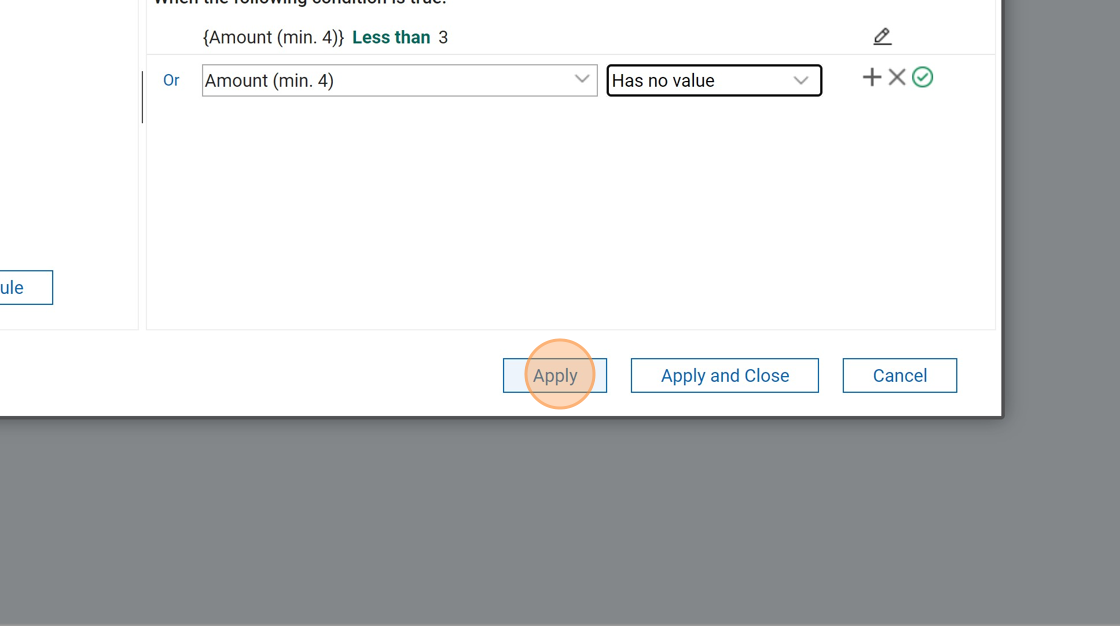 When the following condition is true:
{Amount (min. 4)} Less than 3
Or Amount (min. 4) Has no value
ule
Apply Apply and Close Cancel